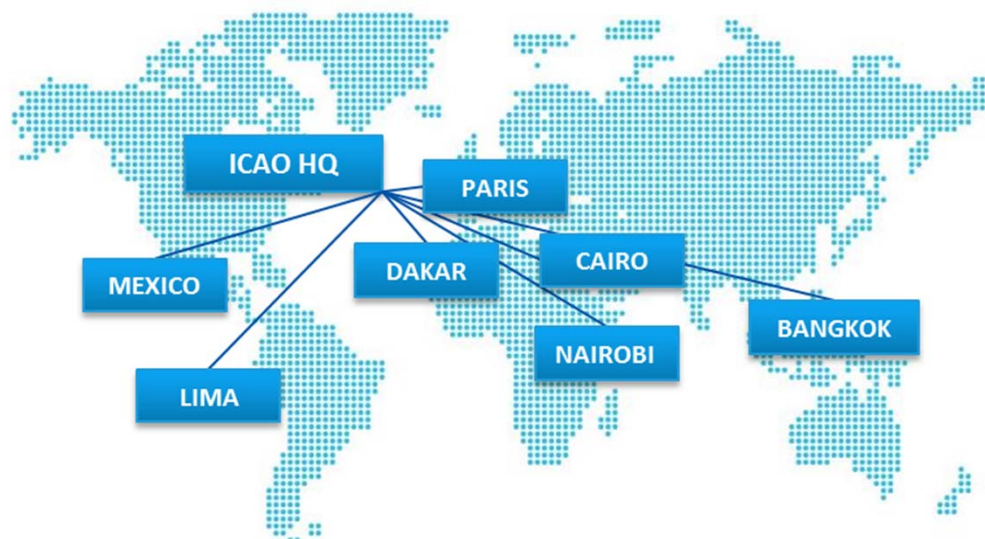 ICAO HQ
PARIS
MEXICO
DAKAR
CAIRO
LIMA
NAIROBI
BANGKOK